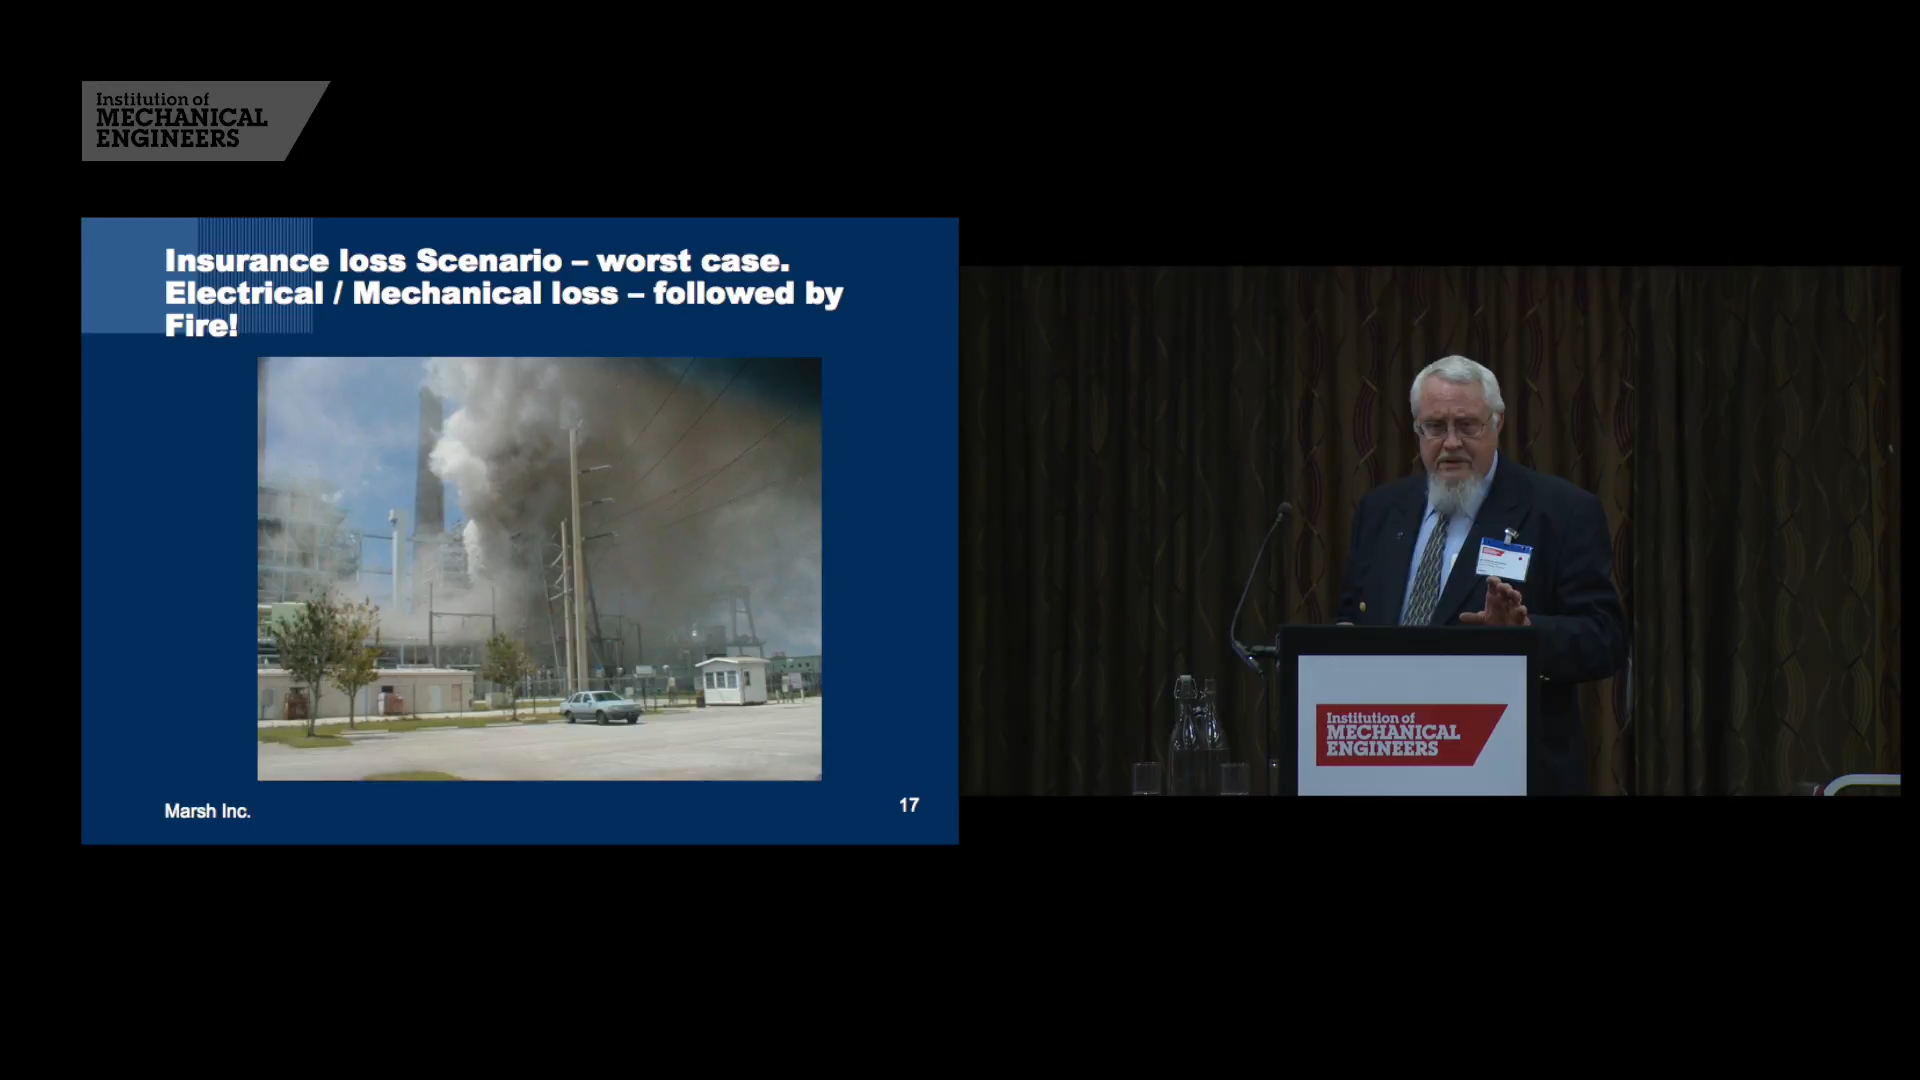 Institution of
MECHANICAL
ENGINEERS
Insurance loss Scenario – worst case.
Electrical / Mechanical loss – followed by
Fire!
Marsh Inc.
17
Institution of
MECHANICAL
ENGINEERS